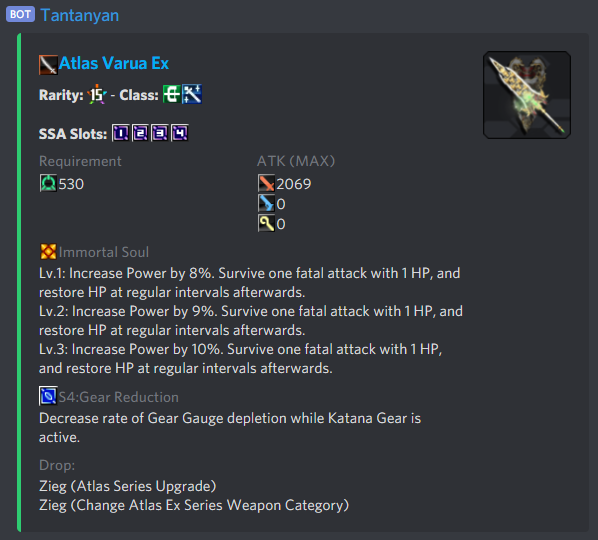 BOT Tantanyan
Atlas Varua Ex
Rarity: 15 - Class:
SSA Slots: 1 2 3 4
Requirement
530
ATK (MAX)
2069
0
0
Immortal Soul
Lv.1: Increase Power by 8%. Survive one fatal attack with 1 HP, and
restore HP at regular intervals afterwards.
Lv.2: Increase Power by 9%. Survive one fatal attack with 1 HP, and
restore HP at regular intervals afterwards.
Lv.3: Increase Power by 10%. Survive one fatal attack with 1 HP,
and restore HP at regular intervals afterwards.
S4:Gear Reduction
Decrease rate of Gear Gauge depletion while Katana Gear is
active.
Drop:
Zieg (Atlas Series Upgrade)
Zieg (Change Atlas Ex Series Weapon Category)